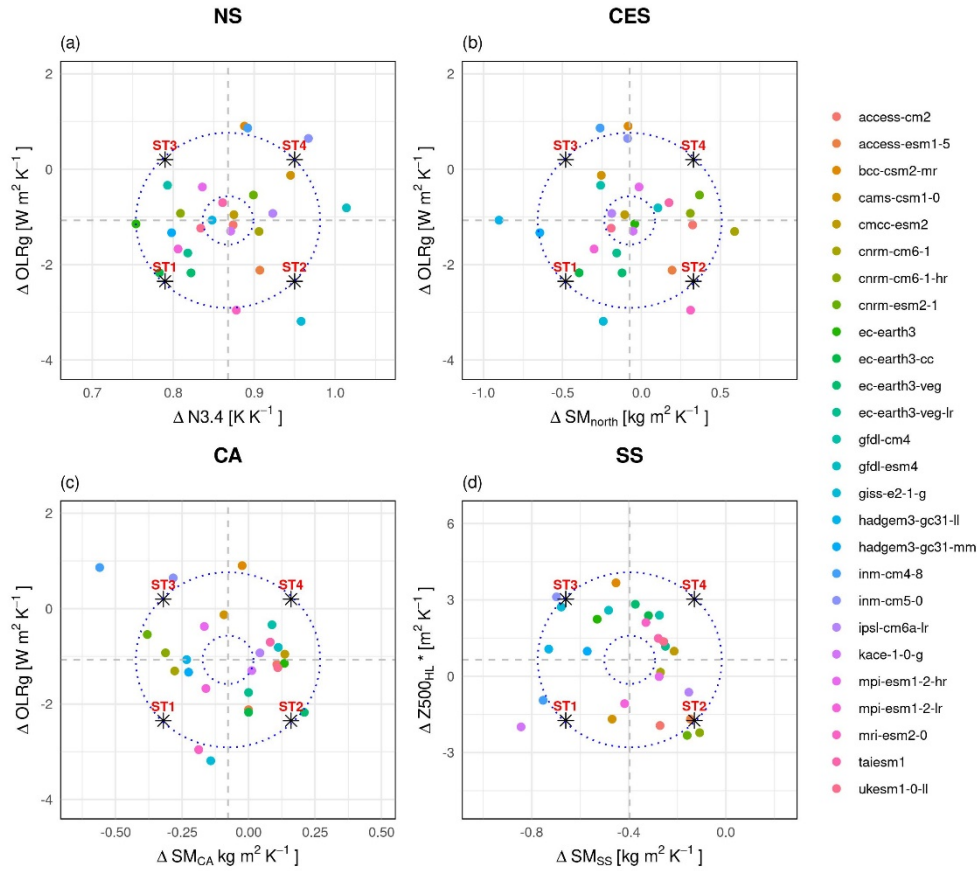 NS
(a)
2
0
-2
-4
Δ OLRg [W m² K⁻¹]
ST3
ST4
ST1
ST2
0.7
0.8
0.9
1.0
Δ N3.4 [K K⁻¹]
CES
(b)
2
0
-2
-4
Δ OLRg [W m² K⁻¹]
ST3
ST4
ST1
ST2
-1.0
-0.5
0.0
0.5
Δ SMnorth [kg m² K⁻¹]
CA
(c)
2
0
-2
-4
Δ OLRg [W m² K⁻¹]
ST3
ST4
ST1
ST2
-0.50
-0.25
0.00
0.25
0.50
Δ SMCA kg m² K⁻¹ ]
SS
(d)
6
3
0
-3
Δ Z500HL * [m² K⁻¹]
ST3
ST4
ST1
ST2
-0.8
-0.4
0.0
Δ SMSS [kg m² K⁻¹]
access-cm2
access-esm1-5
bcc-csm2-mr
cams-csm1-0
cmcc-esm2
cnrm-cm6-1
cnrm-cm6-1-hr
cnrm-esm2-1
ec-earth3
ec-earth3-cc
ec-earth3-veg
ec-earth3-veg-lr
gfdl-cm4
gfdl-esm4
giss-e2-1-g
hadgem3-gc31-ll
hadgem3-gc31-mm
inm-cm4-8
inm-cm5-0
ipsl-cm6a-lr
kace-1-0-g
mpi-esm1-2-hr
mpi-esm1-2-lr
mri-esm2-0
taiesm1
ukesm1-0-ll